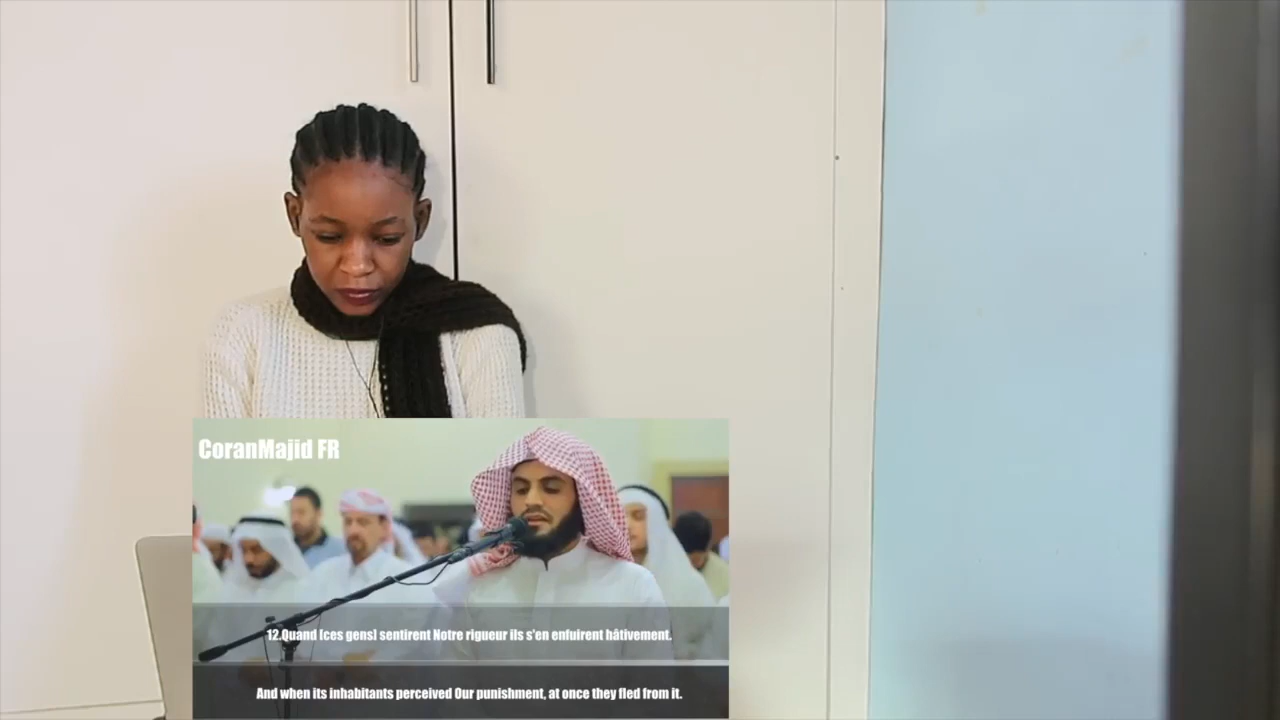 CoranMajid FR
12.Quand [ces gens] sentirent Notre rigueur ils s'en enfuirent hâtivement.
And when its inhabitants perceived Our punishment, at once they fled from it.